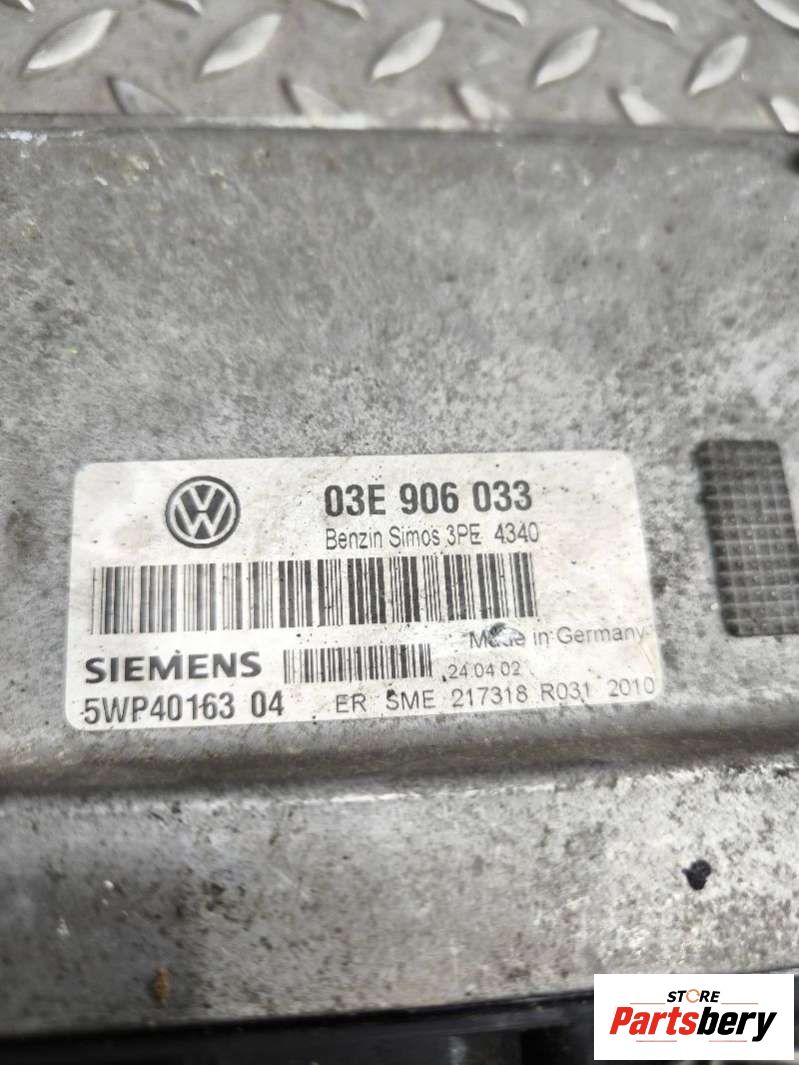 03E 906 033
Benzin Simos 3PE 4340
Made in Germany
SIEMENS 24.04.02
5WP40163 04 ER SME 217318 R031 2010
STORE
Partsbery